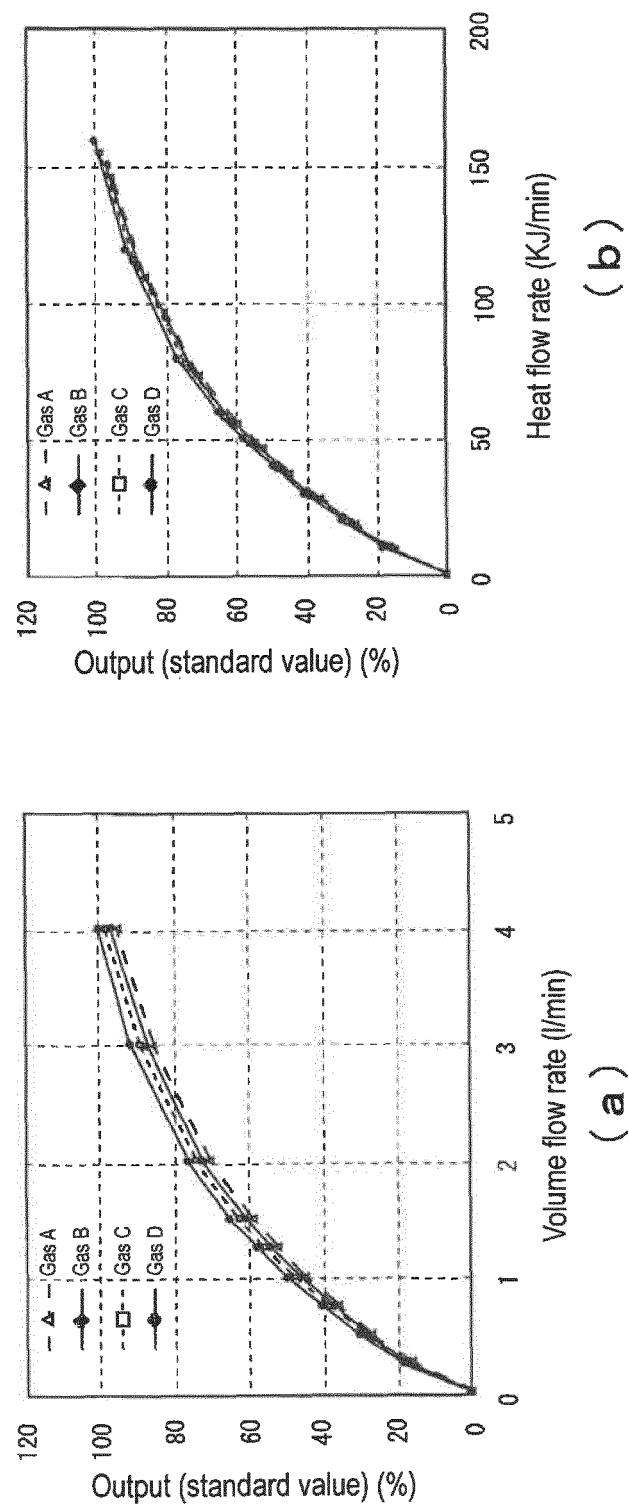 120
100
80
60
40
20
0
Output (standard value) (%)
Gas A
Gas B
Gas C
Gas D
0
1
2
3
4
5
Volume flow rate (l/min)
(a)
120
100
80
60
40
20
0
Output (standard value) (%)
Gas A
Gas B
Gas C
Gas D
0
50
100
150
200
Heat flow rate (KJ/min)
(b)